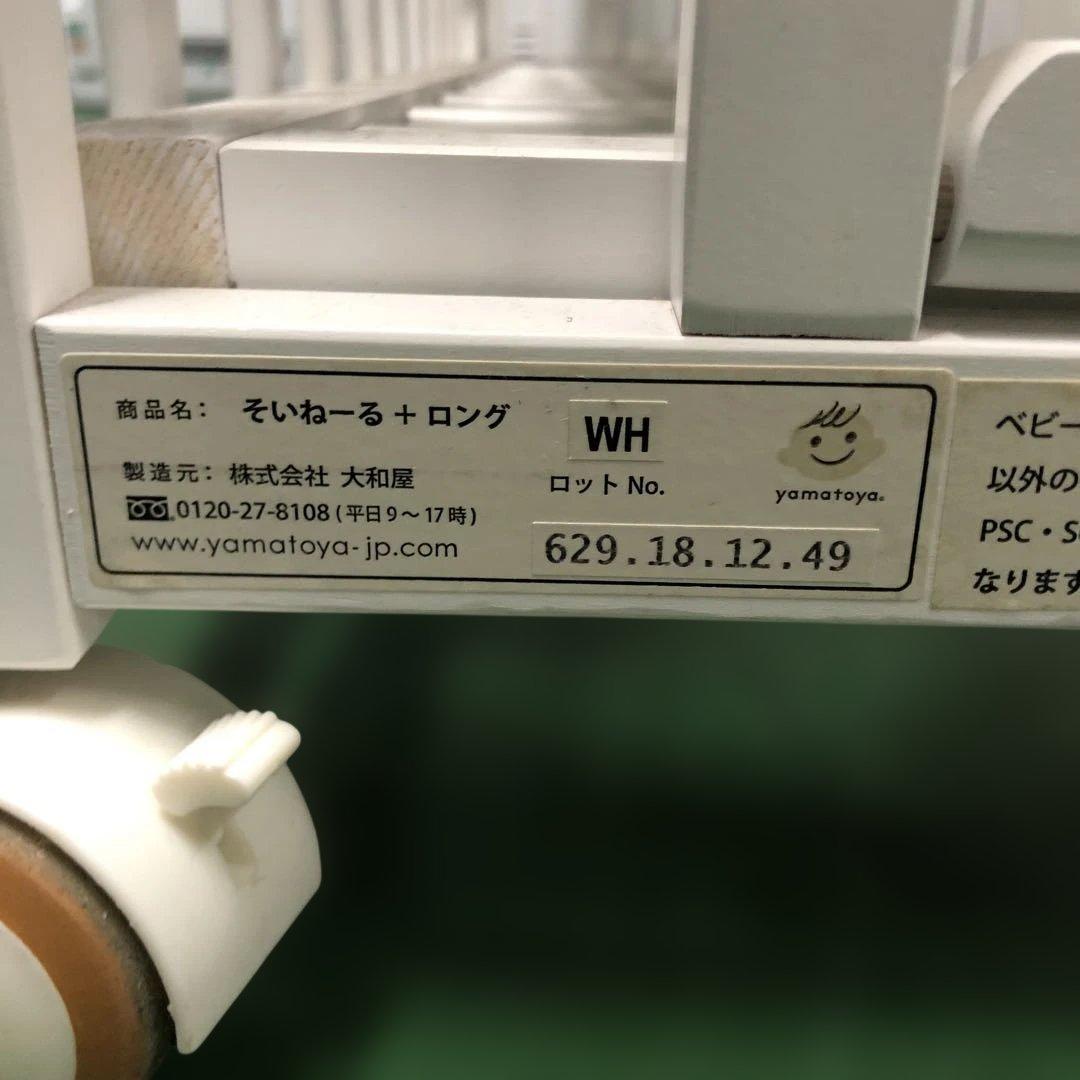 商品名： そいねーる＋ロング
WH
製造元： 株式会社 大和屋
ロット No.
0120-27-8108 (平日9～17時)
www.yamatoya-jp.com
629.18.12.49
yamatoya.
ベビー
以外の
PSC・S
なります